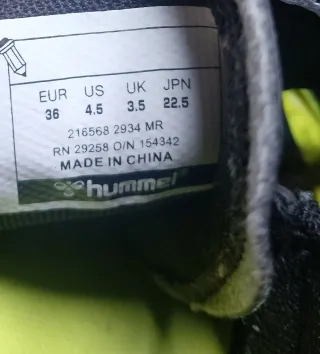 EUR US UK JPN
36 4.5 3.5 22.5
216568 2934 MR
RN 29258 O/N 154342
MADE IN CHINA
hummel